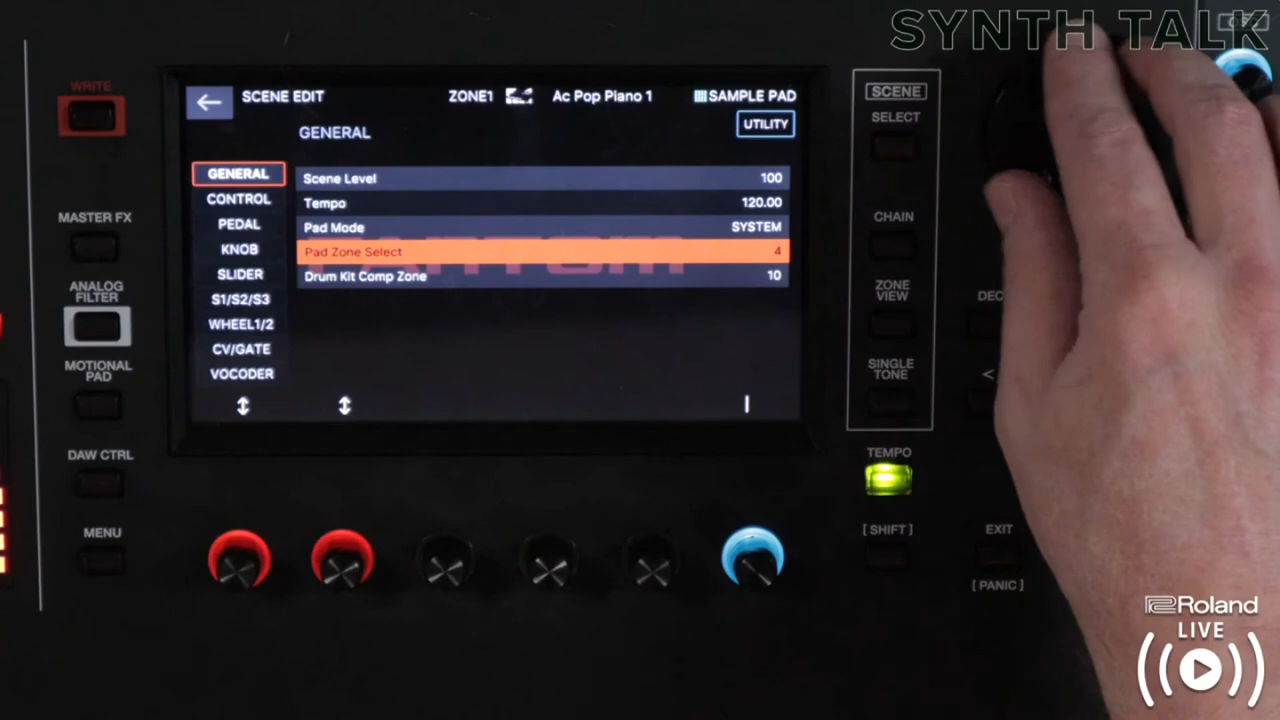 SYNTH TALK
WRITE
MASTER FX
ANALOG
FILTER
MOTIONAL
PAD
DAW CTRL
MENU
SCENE EDIT
ZONE1
Ac Pop Piano 1
SAMPLE PAD
GENERAL
UTILITY
GENERAL
CONTROL
PEDAL
KNOB
SLIDER
S1/S2/S3
WHEEL1/2
CV/GATE
VOCODER
Scene Level 100
Tempo 120.00
Pad Mode SYSTEM
Pad Zone Select 4
Drum Kit Comp Zone 10
SCENE
SELECT
CHAIN
ZONE
VIEW
SINGLE
TONE
TEMPO
[ SHIFT ]
DEC
<
EXIT
[ PANIC ]
Roland
LIVE